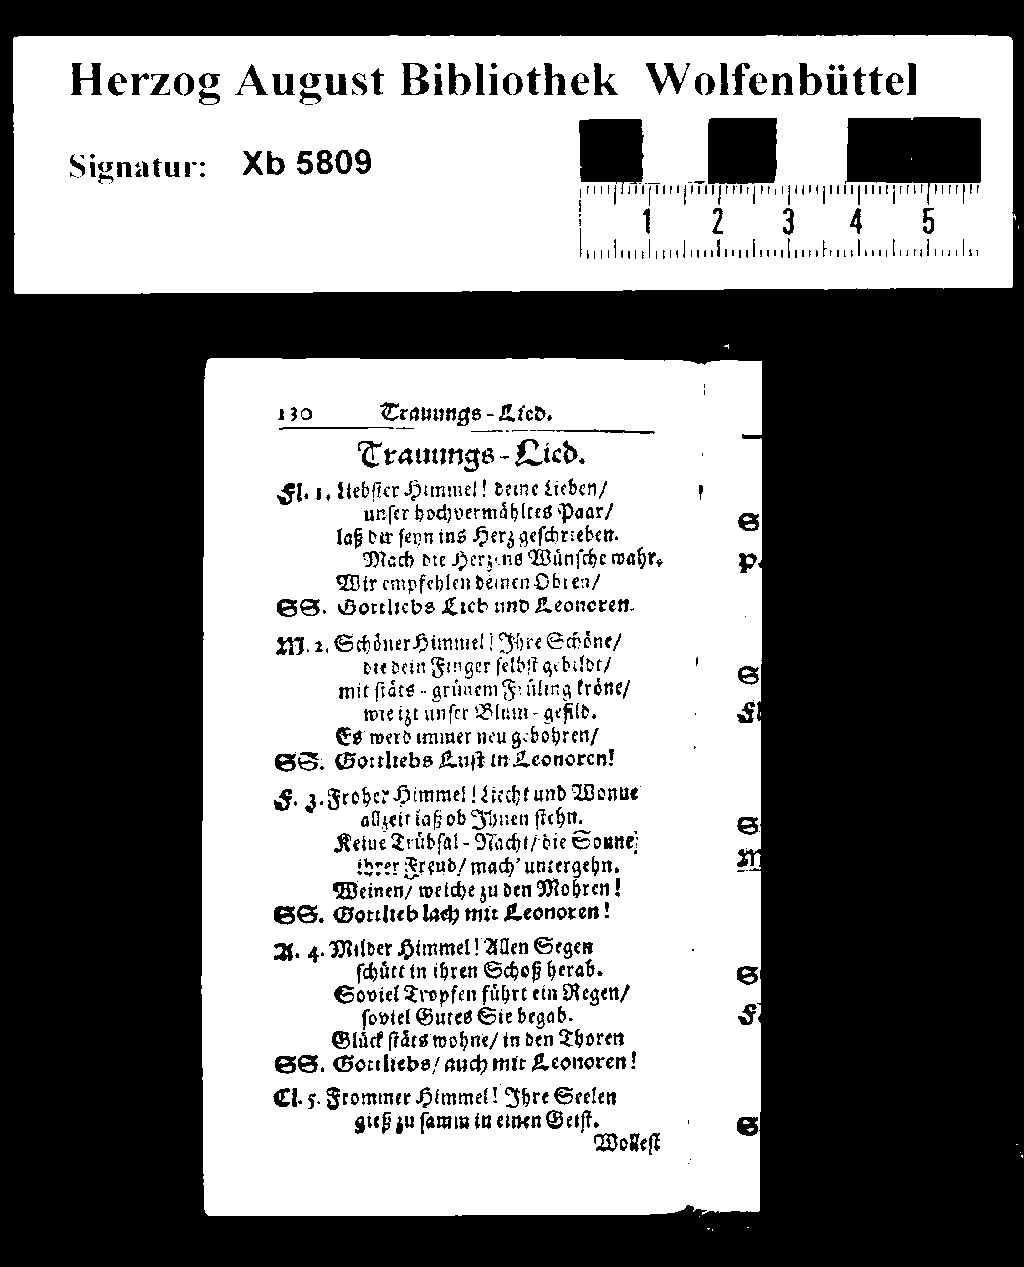 Herzog August Bibliothek Wolfenbüttel
Signatur: Xb 5809
1 2 3 4 5
130 Trauungs-Lied.
Trauungs-Lied.
Fl. 1. Liebster Himmel! deine Lieben/
unser hochvermähltes Paar/
laß dir seyn ins Herz geschrieben.
Mach die Herzens Wünsche wahr.
Wir empfehlen deinen Ohren/
SS. Gottliebs Lieb und Leonoren.
M. 2. Schöner Himmel! Ihre Schöne/
die dein Finger selbst gebildt/
mit stäts-grünem Früling kröne/
wie izt unser Blum-gefild.
Es werd immer neu gebohren/
SS. Gottliebs Lust in Leonoren!
F. 3. Froher Himmel! Liecht und Wonne
allzeit laß ob Ihnen stehn.
Keine Trübsal-Nacht/ die Sonne
ihrer Freud/ mach' untergehn.
Weinen/ welche zu den Mohren!
SS. Gottlieb lach mit Leonoren!
A. 4. Milder Himmel! Allen Segen
schütt in ihren Schoß herab.
Soviel Tropfen führt ein Regen/
soviel Gutes Sie begab.
Glück stäts wohne/ in den Thoren
SS. Gottliebs/ auch mit Leonoren!
Cl. 5. Frommer Himmel! Ihre Seelen
gieß zu samm in einen Geist.
Wollest